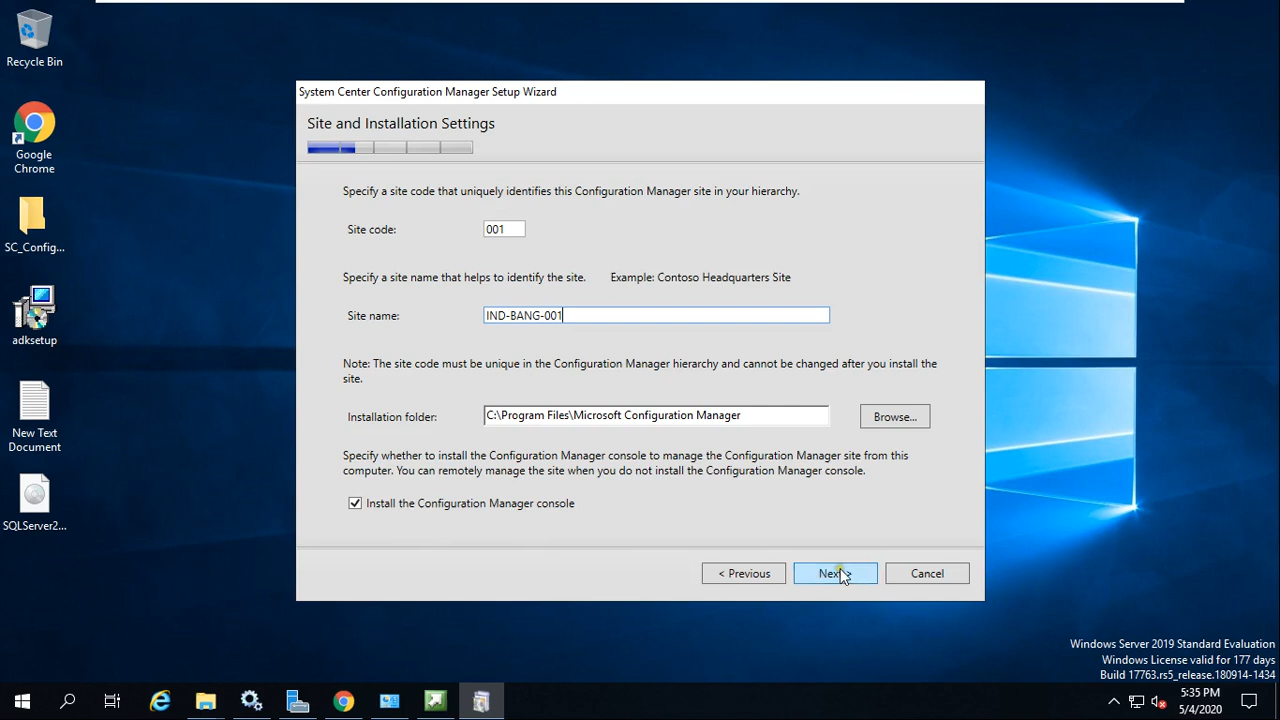 Recycle Bin
Google
Chrome
SC_Config...
adksetup
New Text
Document
SQLServer2...
System Center Configuration Manager Setup Wizard
Site and Installation Settings
Specify a site code that uniquely identifies this Configuration Manager site in your hierarchy.
Site code: 001
Specify a site name that helps to identify the site. Example: Contoso Headquarters Site
Site name: IND-BANG-001
Note: The site code must be unique in the Configuration Manager hierarchy and cannot be changed after you install the
site.
Installation folder: C:\Program Files\Microsoft Configuration Manager Browse...
Specify whether to install the Configuration Manager console to manage the Configuration Manager site from this
computer. You can remotely manage the site when you do not install the Configuration Manager console.
Install the Configuration Manager console
< Previous Next > Cancel
Windows Server 2019 Standard Evaluation
Windows License valid for 177 days
Build 17763.rs5_release.180914-1434
5:35 PM
5/4/2020